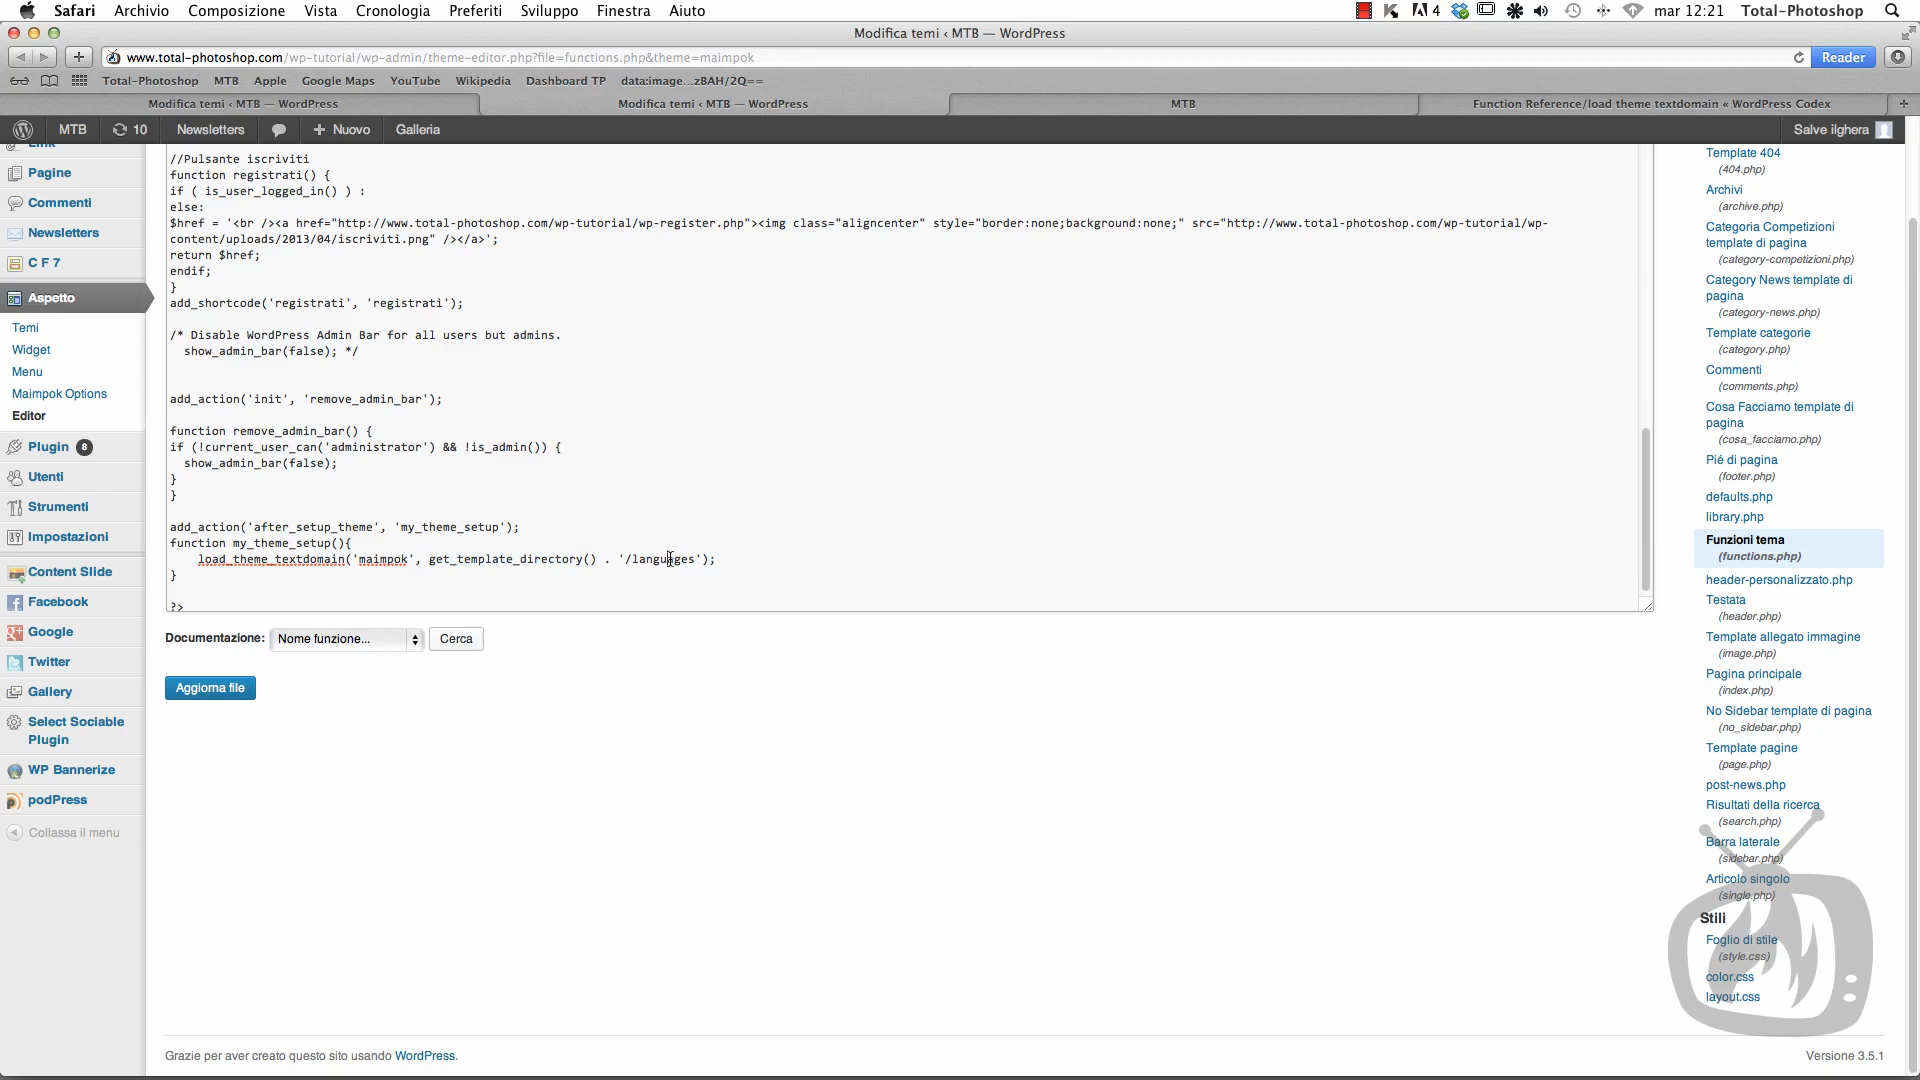 Safari Archivio Composizione Vista Cronologia Preferiti Sviluppo Finestra Aiuto 4 mar 12:21 Total-Photoshop
Modifica temi ‹ MTB — WordPress
www.total-photoshop.com/wp-tutorial/wp-admin/theme-editor.php?file=functions.php&theme=maimpok Reader
Total-Photoshop MTB Apple Google Maps YouTube Wikipedia Dashboard TP data:image...zBAH/2Q==
Modifica temi ‹ MTB — WordPress Modifica temi ‹ MTB — WordPress MTB Function Reference/load theme textdomain « WordPress Codex
MTB 10 Newsletters + Nuovo Galleria Salve ilghera
Link
Pagine
Commenti
Newsletters
C F 7
Aspetto
Temi
Widget
Menu
Maimpok Options
Editor
Plugin 8
Utenti
Strumenti
Impostazioni
Content Slide
Facebook
Google
Twitter
Gallery
Select Sociable
Plugin
WP Bannerize
podPress
Collassa il menu
//Pulsante iscriviti
function registrati() {
if ( is_user_logged_in() ) :
else:
$href = '<br /><a href="http://www.total-photoshop.com/wp-tutorial/wp-register.php"><img class="aligncenter" style="border:none;background:none;" src="http://www.total-photoshop.com/wp-tutorial/wp-
content/uploads/2013/04/iscriviti.png" /></a>';
return $href;
endif;
}
add_shortcode('registrati', 'registrati');
/* Disable WordPress Admin Bar for all users but admins.
show_admin_bar(false); */
add_action('init', 'remove_admin_bar');
function remove_admin_bar() {
if (!current_user_can('administrator') && !is_admin()) {
show_admin_bar(false);
}
}
add_action('after_setup_theme', 'my_theme_setup');
function my_theme_setup(){
load_theme_textdomain('maimpok', get_template_directory() . '/languages');
}
?>
Documentazione: Nome funzione... Cerca
Aggiorna file
Template 404
(404.php)
Archivi
(archive.php)
Categoria Competizioni
template di pagina
(category-competizioni.php)
Category News template di
pagina
(category-news.php)
Template categorie
(category.php)
Commenti
(comments.php)
Cosa Facciamo template di
pagina
(cosa_facciamo.php)
Pié di pagina
(footer.php)
defaults.php
library.php
Funzioni tema
(functions.php)
header-personalizzato.php
Testata
(header.php)
Template allegato immagine
(image.php)
Pagina principale
(index.php)
No Sidebar template di pagina
(no_sidebar.php)
Template pagine
(page.php)
post-news.php
Risultati della ricerca
(search.php)
Barra laterale
(sidebar.php)
Articolo singolo
(single.php)
Stili
Foglio di stile
(style.css)
color.css
layout.css
Grazie per aver creato questo sito usando WordPress.
Versione 3.5.1